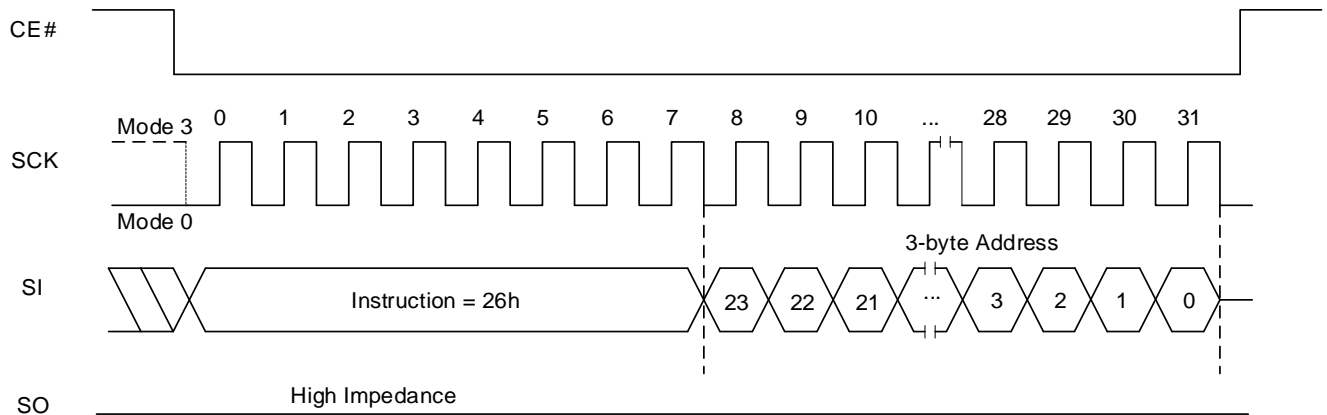 CE#
0 1 2 3 4 5 6 7 8 9 10 ... 28 29 30 31
Mode 3
SCK
Mode 0
3-byte Address
SI
Instruction = 26h 23 22 21 ... 3 2 1 0
High Impedance
SO